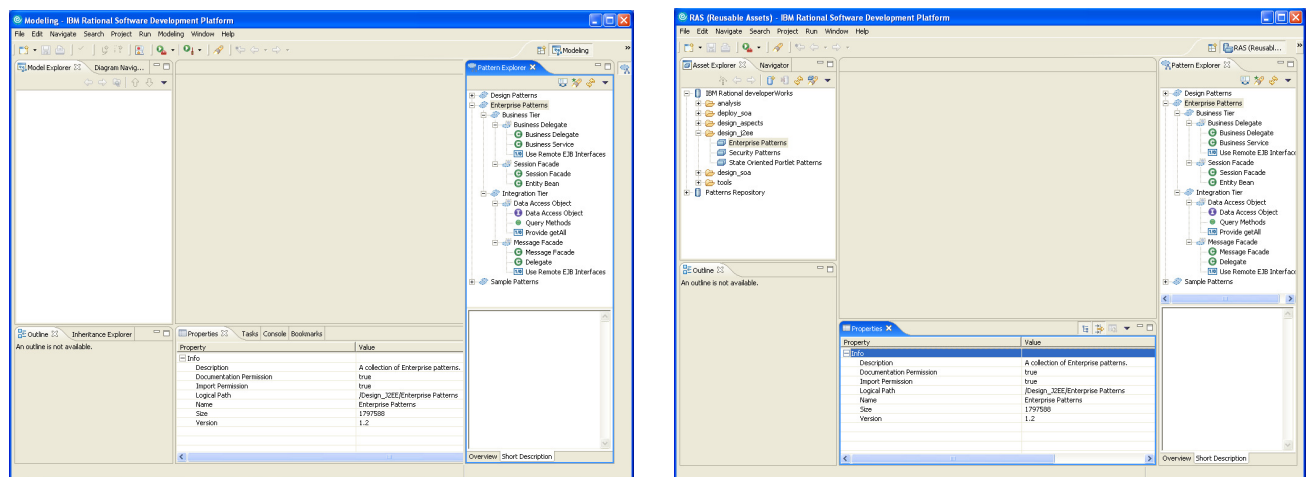 Modeling - IBM Rational Software Development Platform
File Edit Navigate Search Project Run Modeling Window Help
Modeling
Model Explorer Diagram Navig...
Pattern Explorer
Design Patterns
Enterprise Patterns
Business Tier
Business Delegate
Business Delegate
Business Service
Use Remote EJB Interfaces
Session Facade
Session Facade
Entity Bean
Integration Tier
Data Access Object
Data Access Object
Query Methods
Provide getAll
Message Facade
Message Facade
Delegate
Use Remote EJB Interfaces
Sample Patterns
Outline Inheritance Explorer
An outline is not available.
Properties Tasks Console Bookmarks
Property Value
Info
Description A collection of Enterprise patterns.
Documentation Permission true
Import Permission true
Logical Path /Design_J2EE/Enterprise Patterns
Name Enterprise Patterns
Size 1797588
Version 1.2
Overview Short Description
RAS (Reusable Assets) - IBM Rational Software Development Platform
File Edit Navigate Search Project Run Window Help
RAS (Reusabl...
Asset Explorer Navigator
IBM Rational developerWorks
analysis
deploy_soa
design_aspects
design_j2ee
Enterprise Patterns
Security Patterns
State Oriented Portlet Patterns
design_soa
tools
Patterns Repository
Outline
An outline is not available.
Pattern Explorer
Design Patterns
Enterprise Patterns
Business Tier
Business Delegate
Business Delegate
Business Service
Use Remote EJB Interfac
Session Facade
Session Facade
Entity Bean
Integration Tier
Data Access Object
Data Access Object
Query Methods
Provide getAll
Message Facade
Message Facade
Delegate
Use Remote EJB Interfac
Sample Patterns
Properties
Property Value
Info
Description A collection of Enterprise patterns.
Documentation Permission true
Import Permission true
Logical Path /Design_J2EE/Enterprise Patterns
Name Enterprise Patterns
Size 1797588
Version 1.2
Overview Short Description